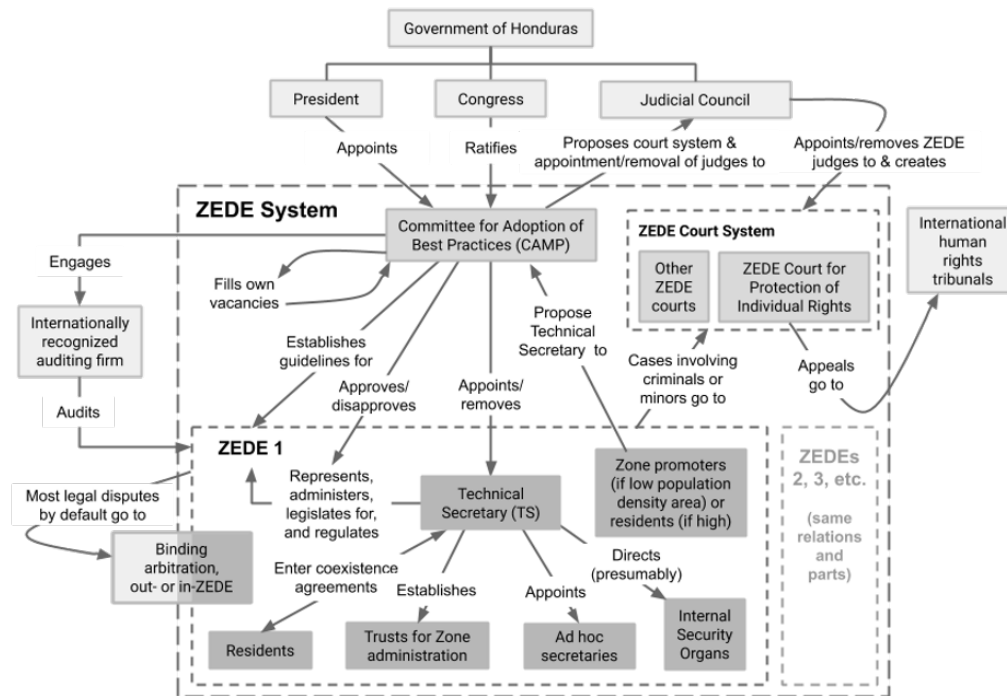 Government of Honduras
President
Congress
Judicial Council
Appoints
Ratifies
Proposes court system &
appointment/removal of judges to
Appoints/removes ZEDE
judges to & creates
ZEDE System
Committee for Adoption of
Best Practices (CAMP)
ZEDE Court System
Other
ZEDE
courts
ZEDE Court for
Protection of
Individual Rights
International
human
rights
tribunals
Engages
Fills own
vacancies
Internationally
recognized
auditing firm
Establishes
guidelines for
Propose
Technical
Secretary to
Cases involving
criminals or
minors go to
Appeals
go to
Approves/
disapproves
Appoints/
removes
Audits
ZEDE 1
Represents,
administers,
legislates for,
and regulates
Technical
Secretary (TS)
Zone promoters
(if low population
density area) or
residents (if high)
ZEDEs
2, 3, etc.
(same
relations
and
parts)
Most legal disputes
by default go to
Binding
arbitration,
out- or in-ZEDE
Enter coexistence
agreements
Establishes
Appoints
Directs
(presumably)
Residents
Trusts for Zone
administration
Ad hoc
secretaries
Internal
Security
Organs